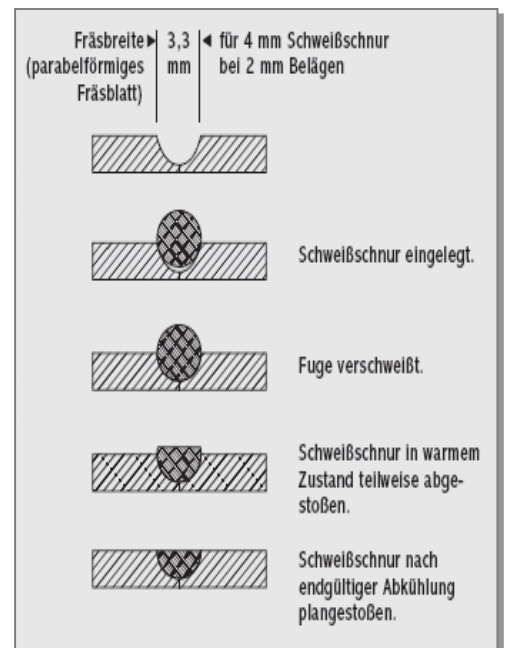 Fräsbreite 3,3 für 4 mm Schweißschnur
(parabelförmiges mm bei 2 mm Belägen
Fräsblatt)
Schweißschnur eingelegt.
Fuge verschweißt.
Schweißschnur in warmem
Zustand teilweise abge-
stoßen.
Schweißschnur nach
endgültiger Abkühlung
plangestoßen.